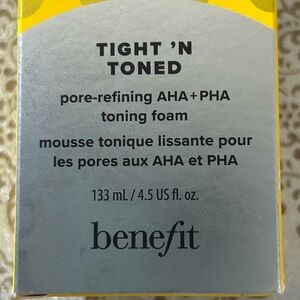 TIGHT 'N
TONED
pore-refining AHA+PHA
toning foam
mousse tonique lissante pour
les pores aux AHA et PHA
133 mL / 4.5 US fl. oz.
benefit